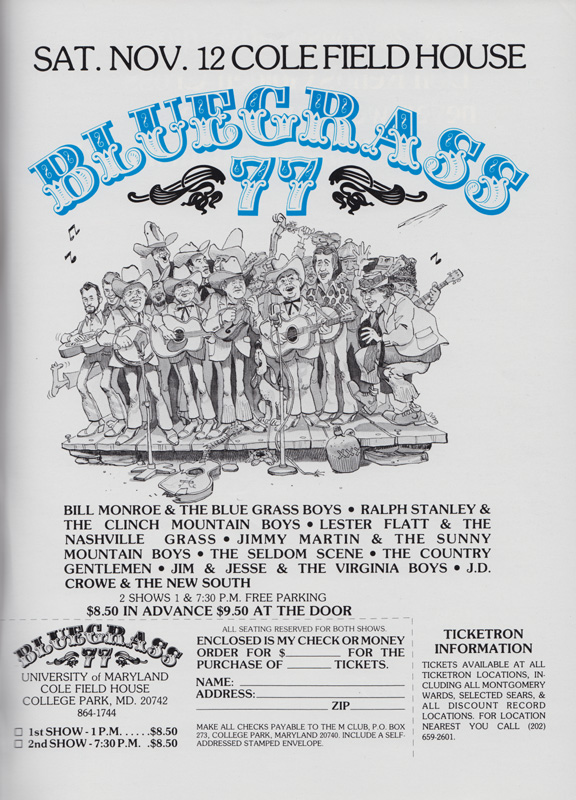 SAT. NOV. 12 COLE FIELD HOUSE
BLUEGRASS
77
XXX
BILL MONROE & THE BLUE GRASS BOYS • RALPH STANLEY &
THE CLINCH MOUNTAIN BOYS • LESTER FLATT & THE
NASHVILLE GRASS • JIMMY MARTIN & THE SUNNY
MOUNTAIN BOYS • THE SELDOM SCENE • THE COUNTRY
GENTLEMEN • JIM & JESSE & THE VIRGINIA BOYS • J.D.
CROWE & THE NEW SOUTH
2 SHOWS 1 & 7:30 P.M. FREE PARKING
$8.50 IN ADVANCE $9.50 AT THE DOOR
BLUEGRASS
77
UNIVERSITY of MARYLAND
COLE FIELD HOUSE
COLLEGE PARK, MD. 20742
864-1744
1st SHOW - 1 P.M. . . . . .$8.50
2nd SHOW - 7:30 P.M. .$8.50
ALL SEATING RESERVED FOR BOTH SHOWS.
ENCLOSED IS MY CHECK OR MONEY
ORDER FOR $______ FOR THE
PURCHASE OF ______ TICKETS.
NAME:
ADDRESS:
ZIP
MAKE ALL CHECKS PAYABLE TO THE M CLUB, P.O. BOX
273, COLLEGE PARK, MARYLAND 20740. INCLUDE A SELF-
ADDRESSED STAMPED ENVELOPE.
TICKETRON
INFORMATION
TICKETS AVAILABLE AT ALL
TICKETRON LOCATIONS, IN-
CLUDING ALL MONTGOMERY
WARDS, SELECTED SEARS, &
ALL DISCOUNT RECORD
LOCATIONS. FOR LOCATION
NEAREST YOU CALL (202)
659-2601.